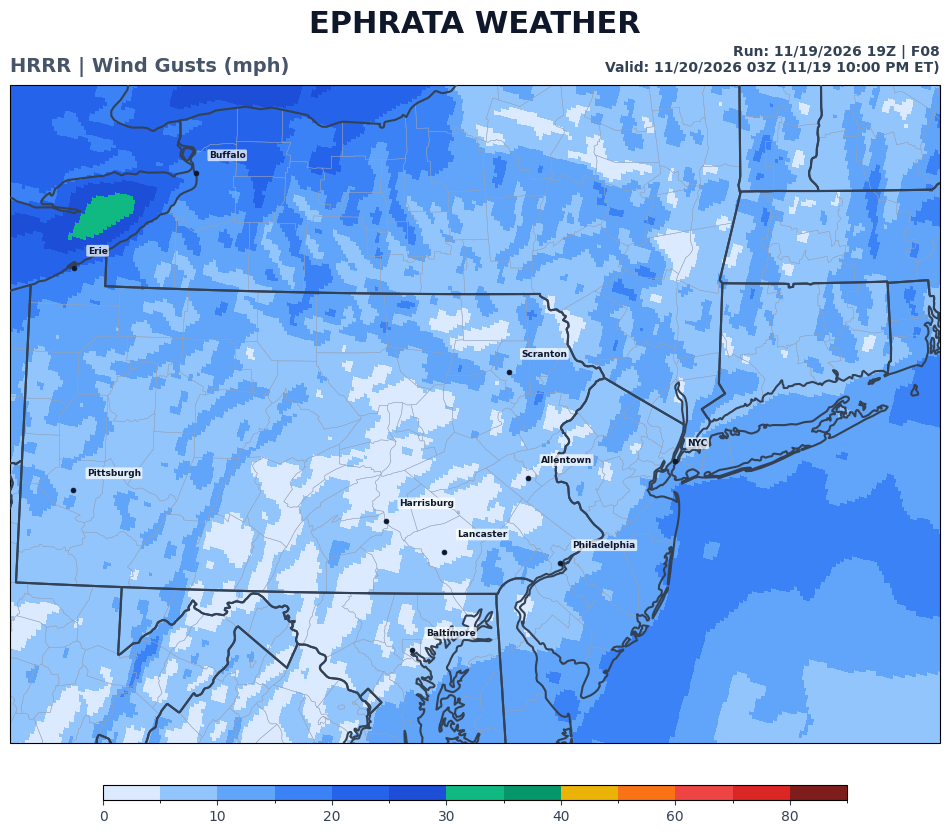 EPHRATA WEATHER
HRRR | Wind Gusts (mph)
Run: 11/19/2026 19Z | F08
Valid: 11/20/2026 03Z (11/19 10:00 PM ET)
Buffalo
Erie
Scranton
NYC
Allentown
Pittsburgh
Harrisburg
Lancaster
Philadelphia
Baltimore
0 10 20 30 40 50 60 70 80